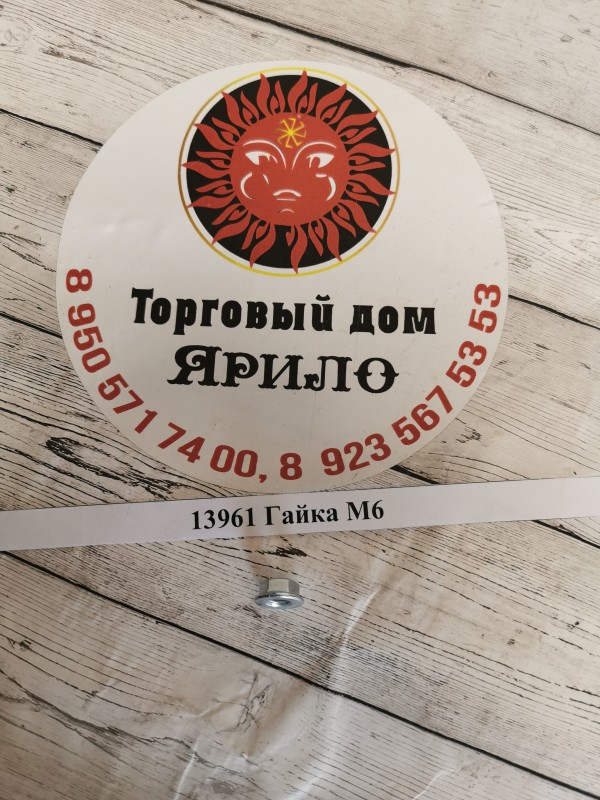 Торговый дом
ЯРИЛО
8 950 571 74 00, 8 923 567 53 53
13961 Гайка М6